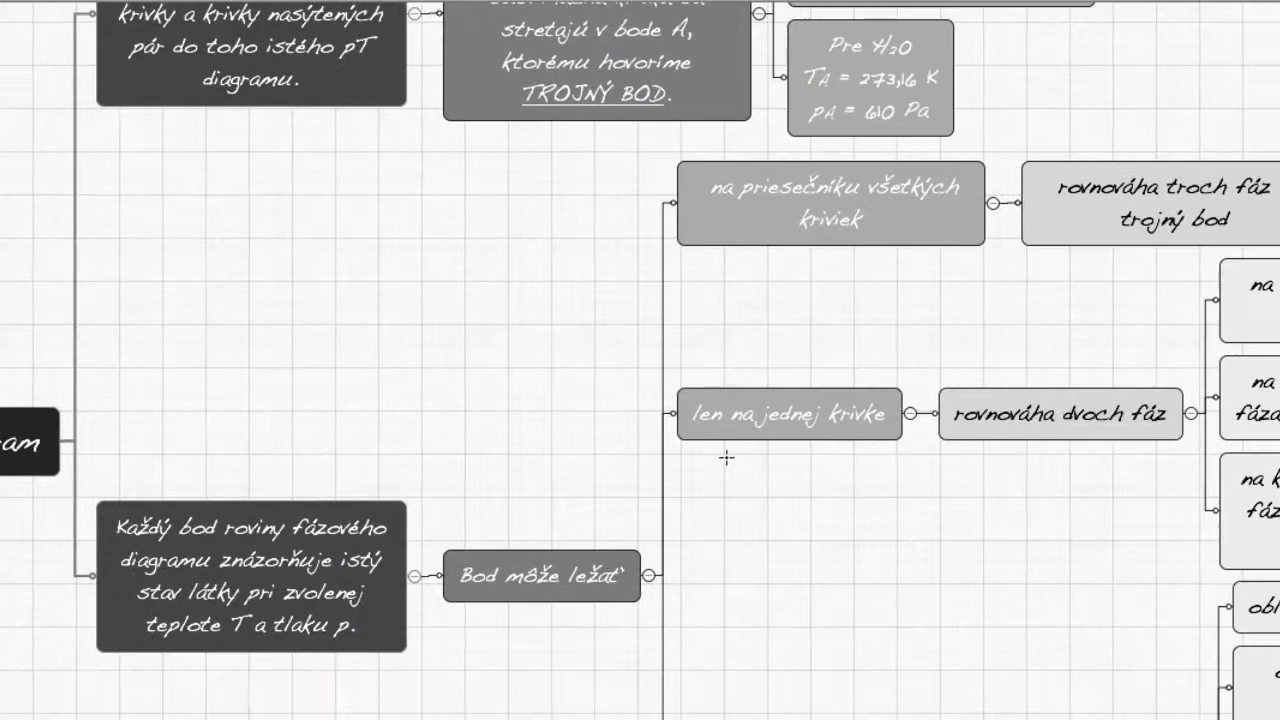 krivky a krivky nasýtených
pár do toho istého pT
diagramu.
stretajú v bode A,
ktorému hovoríme
TROJNÝ BOD.
Pre H₂O
TA = 273,16 K
pA = 610 Pa
na priesečníku všetkých
kriviek
rovnováha troch fáz
trojný bod
na
len na jednej krivke
rovnováha dvoch fáz
na
fáza
na k
fáz
Každý bod roviny fázového
diagramu znázorňuje istý
stav látky pri zvolenej
teplote T a tlaku p.
Bod môže ležať
obl